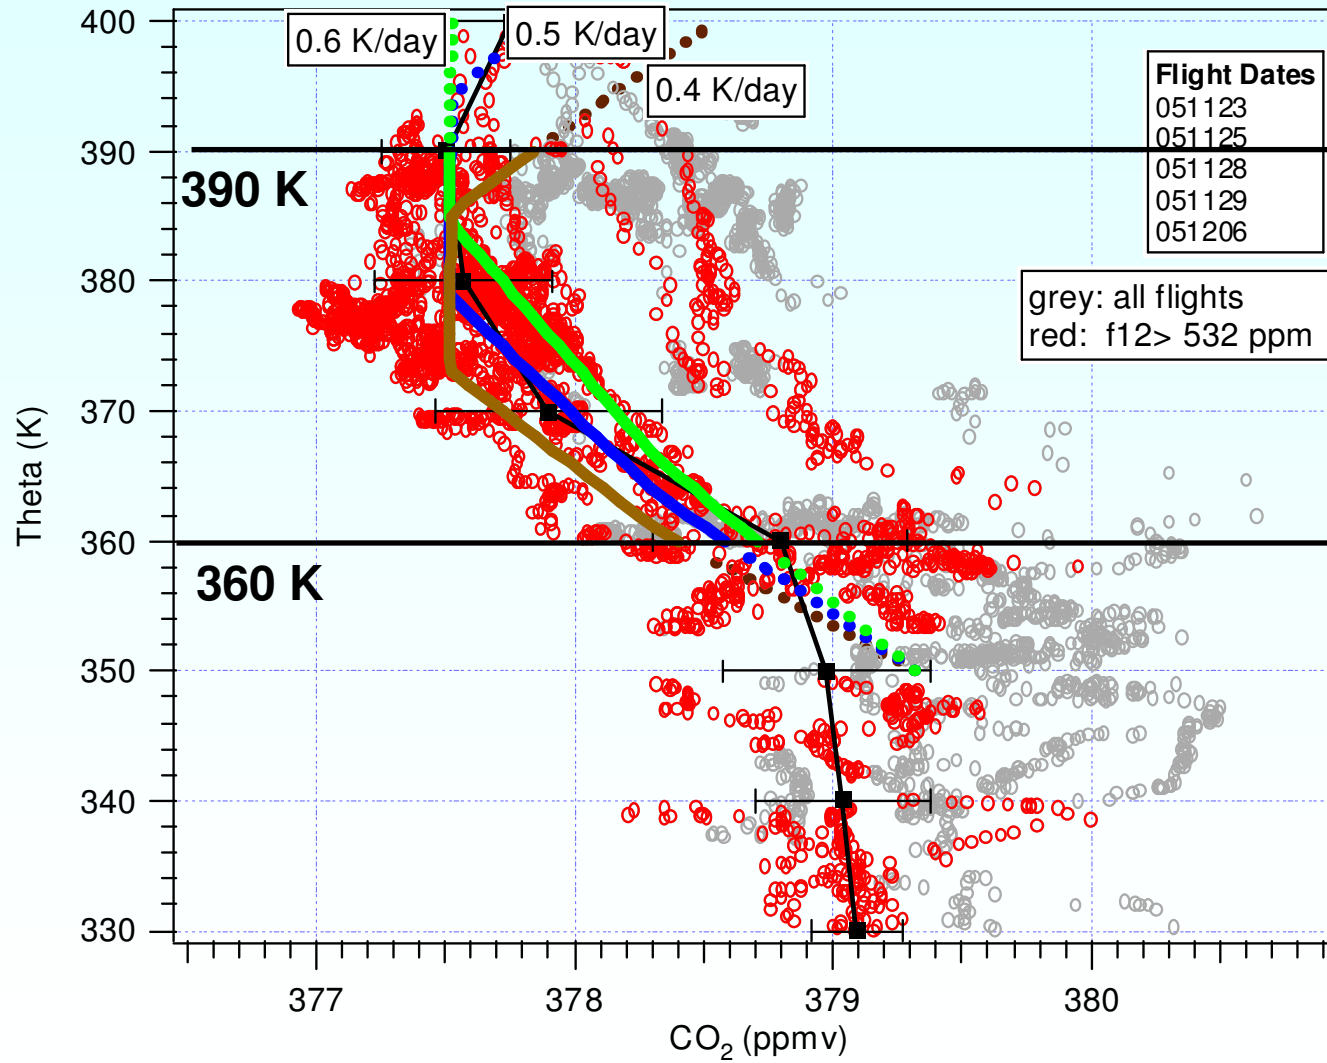 400
0.6 K/day
0.5 K/day
0.4 K/day
Flight Dates
051123
051125
051128
051129
051206
390
390 K
380
grey: all flights
red:  f12> 532 ppm
370
Theta (K)
360
360 K
350
340
330
377
378
379
380
CO₂ (ppmv)